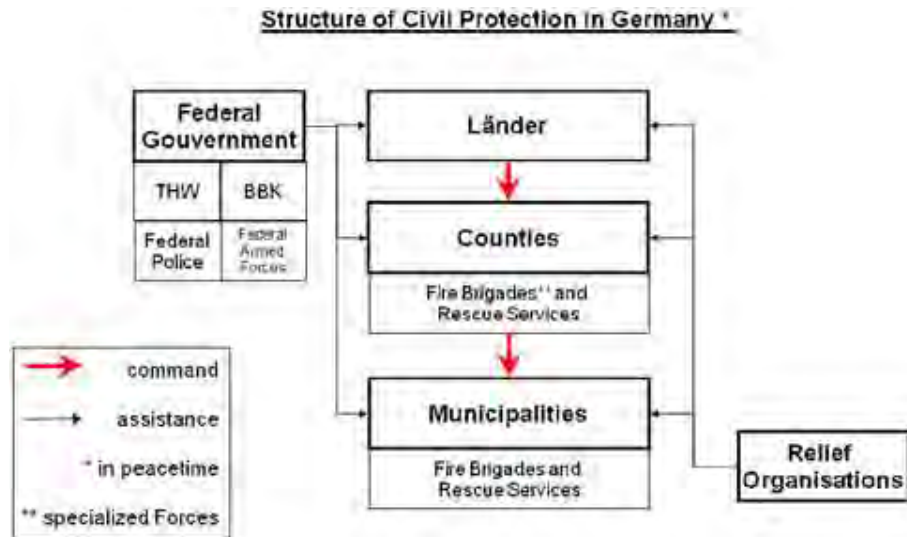 Structure of Civil Protection in Germany *
Federal
Gouvernment
THW
BBK
Federal
Police
Federal
Armed
Forces
Länder
Counties
Fire Brigades** and
Rescue Services
Municipalities
Fire Brigades and
Rescue Services
Relief
Organisations
command
assistance
* in peacetime
** specialized Forces